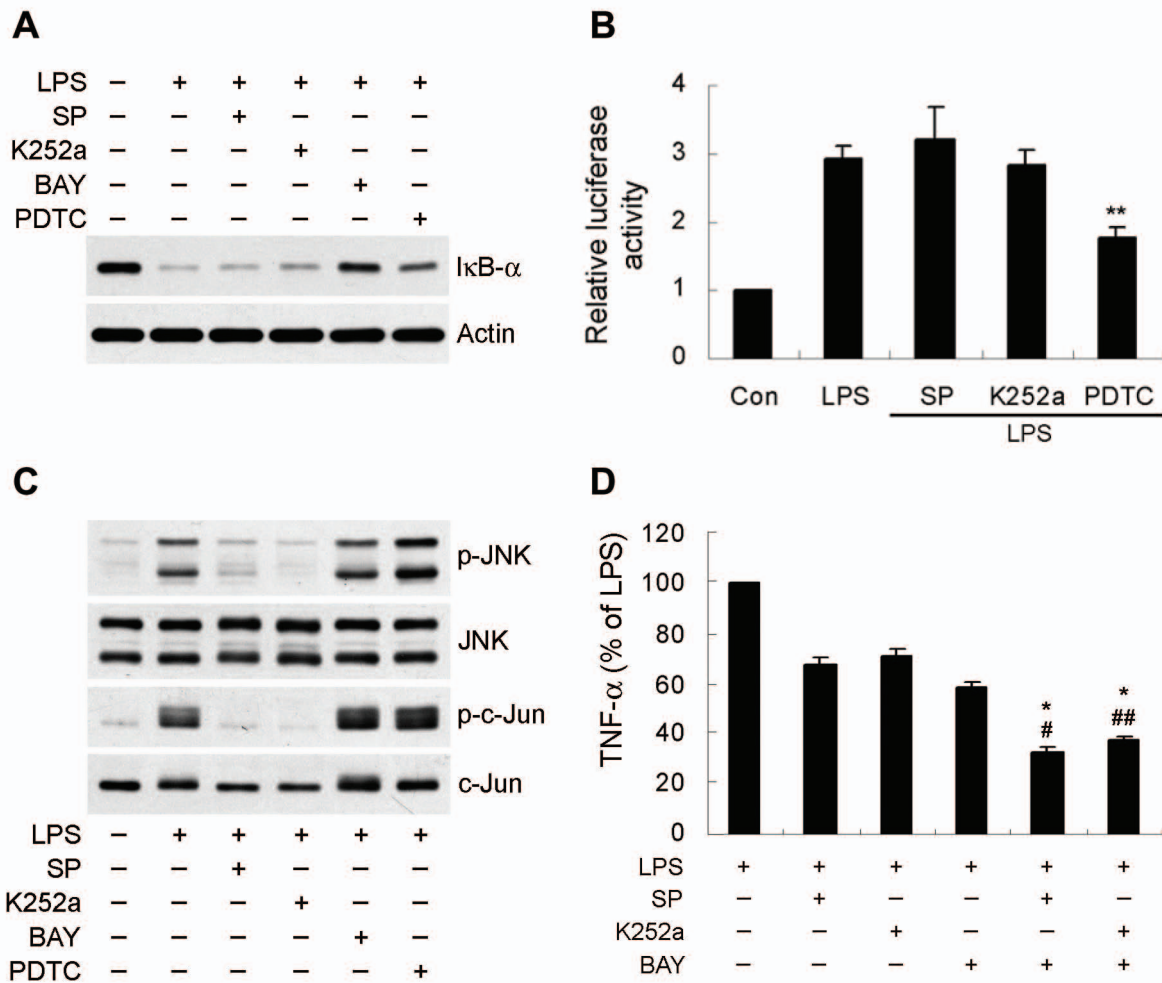 A
LPS – + + + + +
SP – – + – – –
K252a – – – + – –
BAY – – – – + –
PDTC – – – – – +
IκB-α
Actin
B
Relative luciferase activity
4
3
2
1
0
**
Con LPS SP K252a PDTC
LPS
C
p-JNK
JNK
p-c-Jun
c-Jun
LPS – + + + + +
SP – – + – – –
K252a – – – + – –
BAY – – – – + –
PDTC – – – – – +
D
TNF-α (% of LPS)
120
100
80
60
40
20
0
* *
# ##
LPS + + + + + +
SP – + – – + –
K252a – – + – – +
BAY – – – + + +